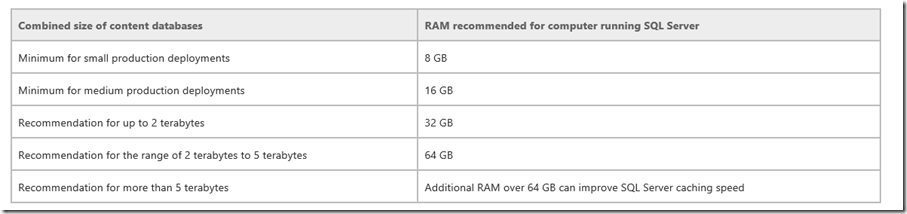 Combined size of content databases RAM recommended for computer running SQL Server
Minimum for small production deployments 8 GB
Minimum for medium production deployments 16 GB
Recommendation for up to 2 terabytes 32 GB
Recommendation for the range of 2 terabytes to 5 terabytes 64 GB
Recommendation for more than 5 terabytes Additional RAM over 64 GB can improve SQL Server caching speed